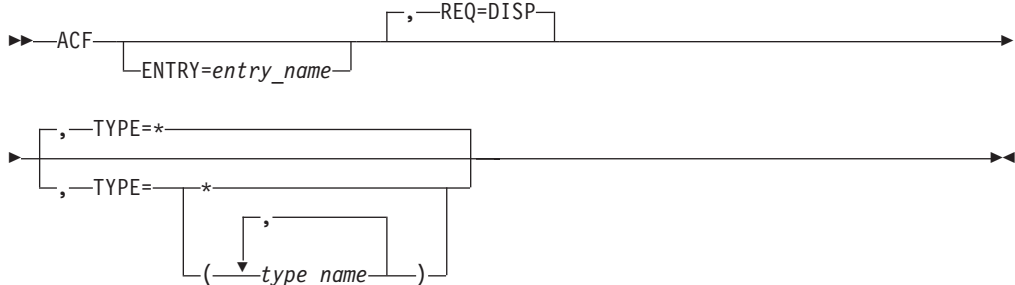 , REQ=DISP
ACF
ENTRY=entry_name
, TYPE=*
, TYPE= *
,
( type name )